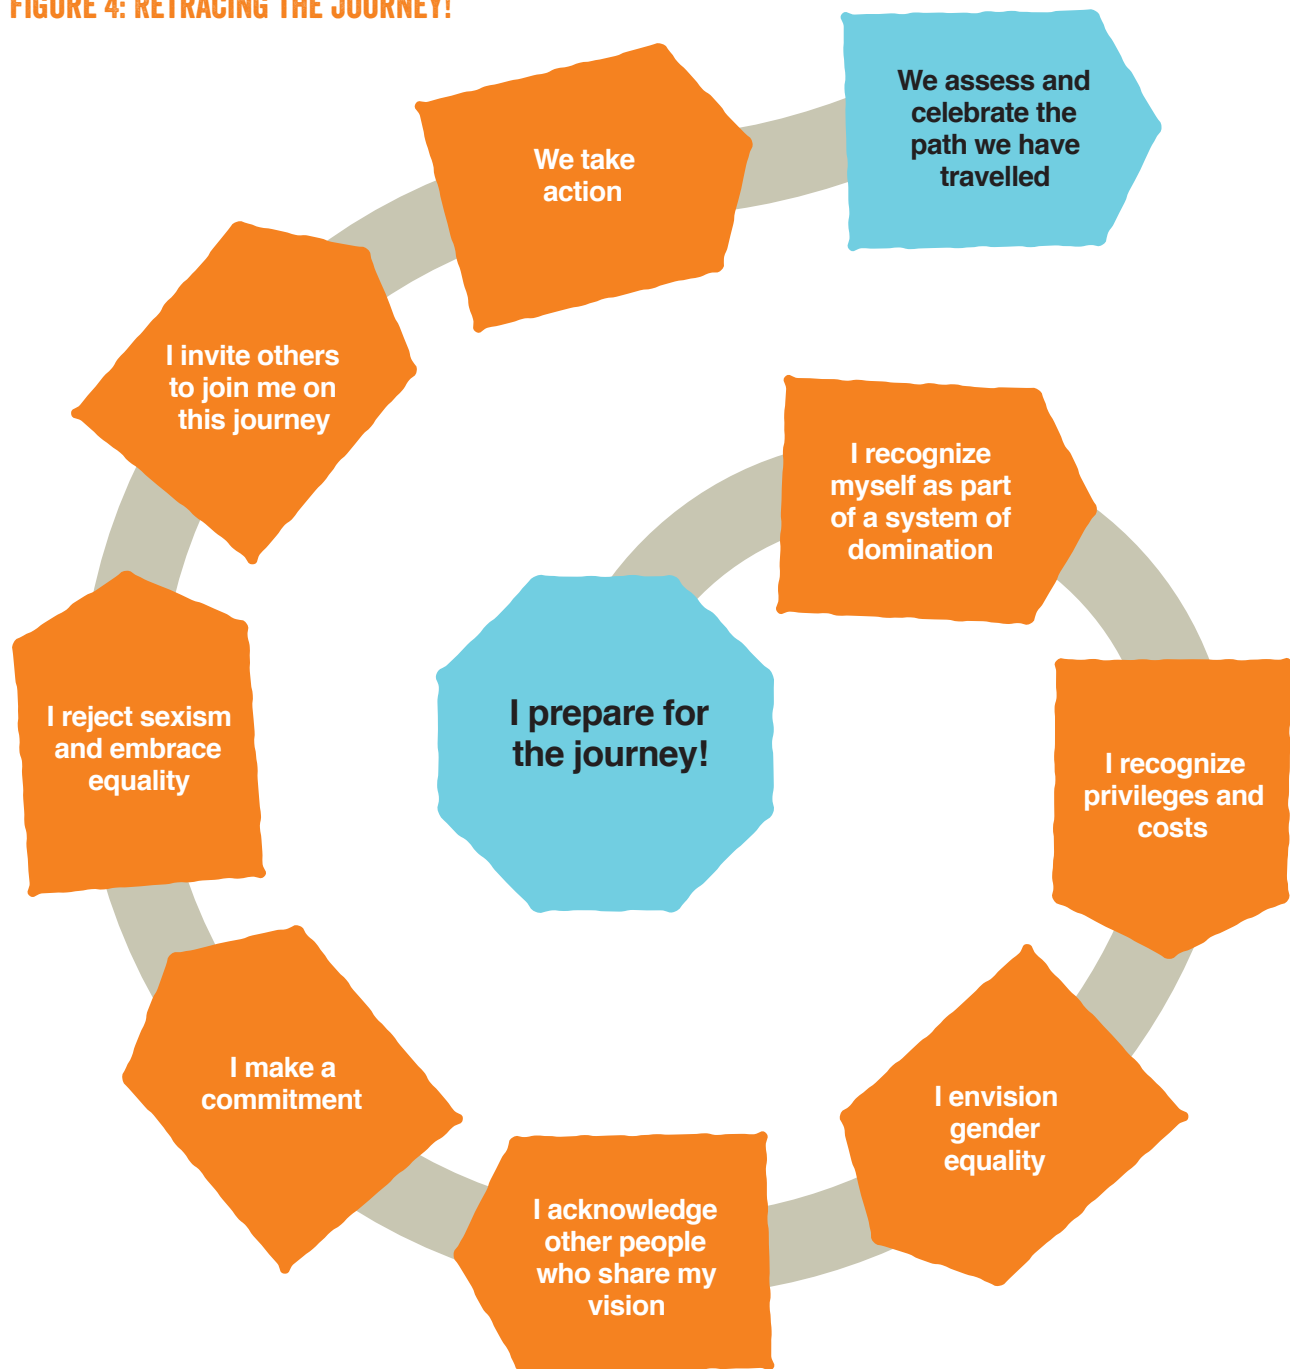 FIGURE 4: RETRACING THE JOURNEY!
We assess and
celebrate the
path we have
travelled
We take
action
I invite others
to join me on
this journey
I recognize
myself as part
of a system of
domination
I prepare for
the journey!
I reject sexism
and embrace
equality
I recognize
privileges and
costs
I make a
commitment
I envision
gender
equality
I acknowledge
other people
who share my
vision